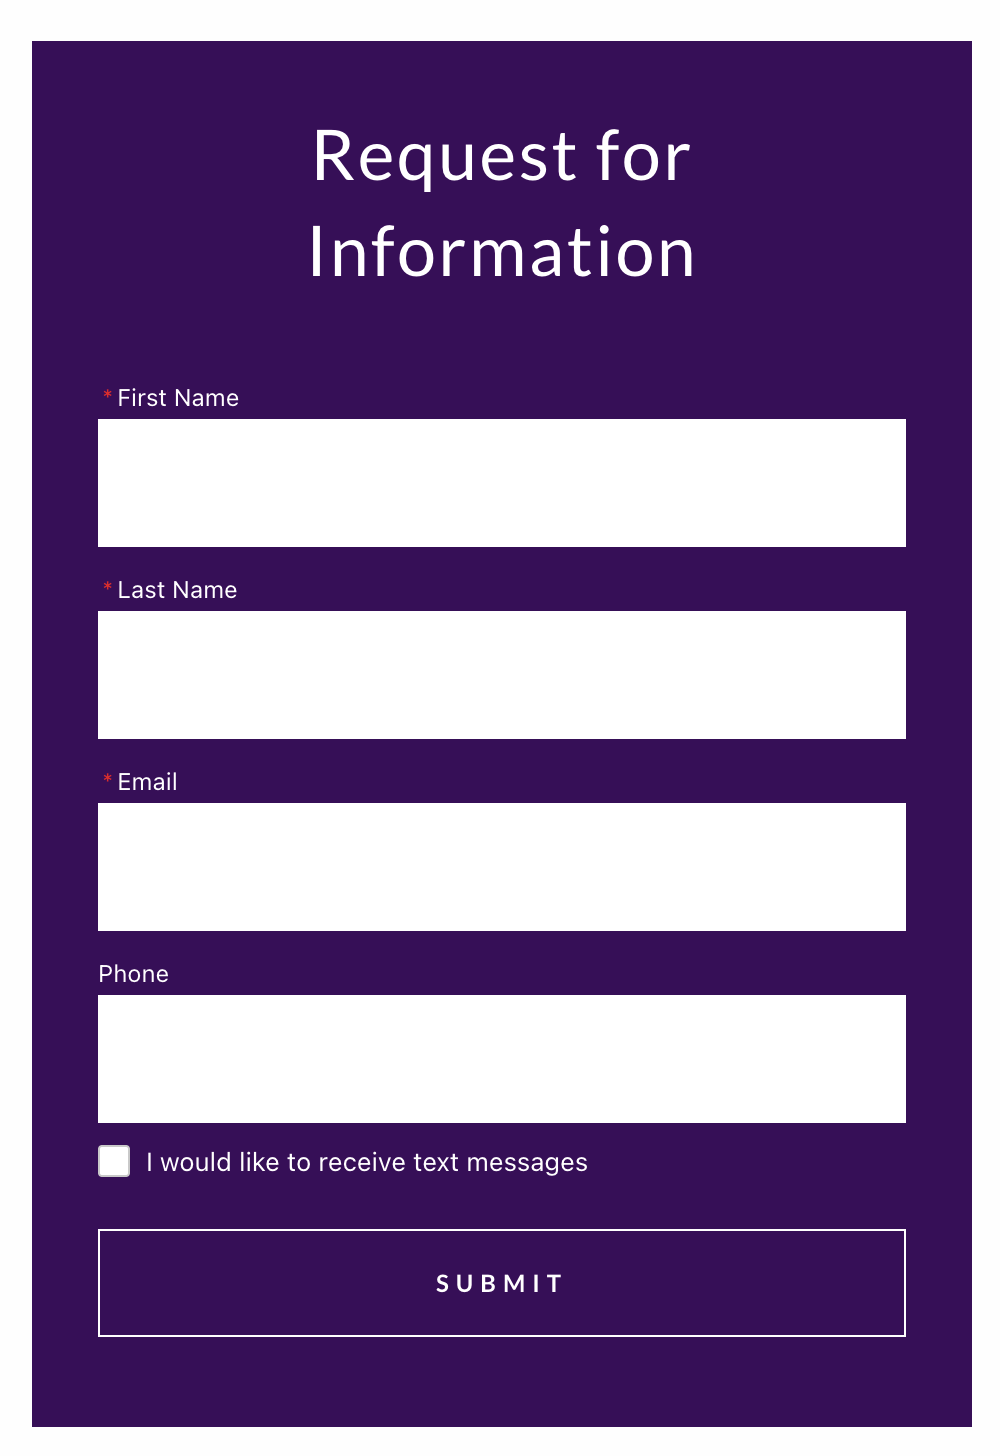 Request for
Information
* First Name
* Last Name
* Email
Phone
I would like to receive text messages
SUBMIT